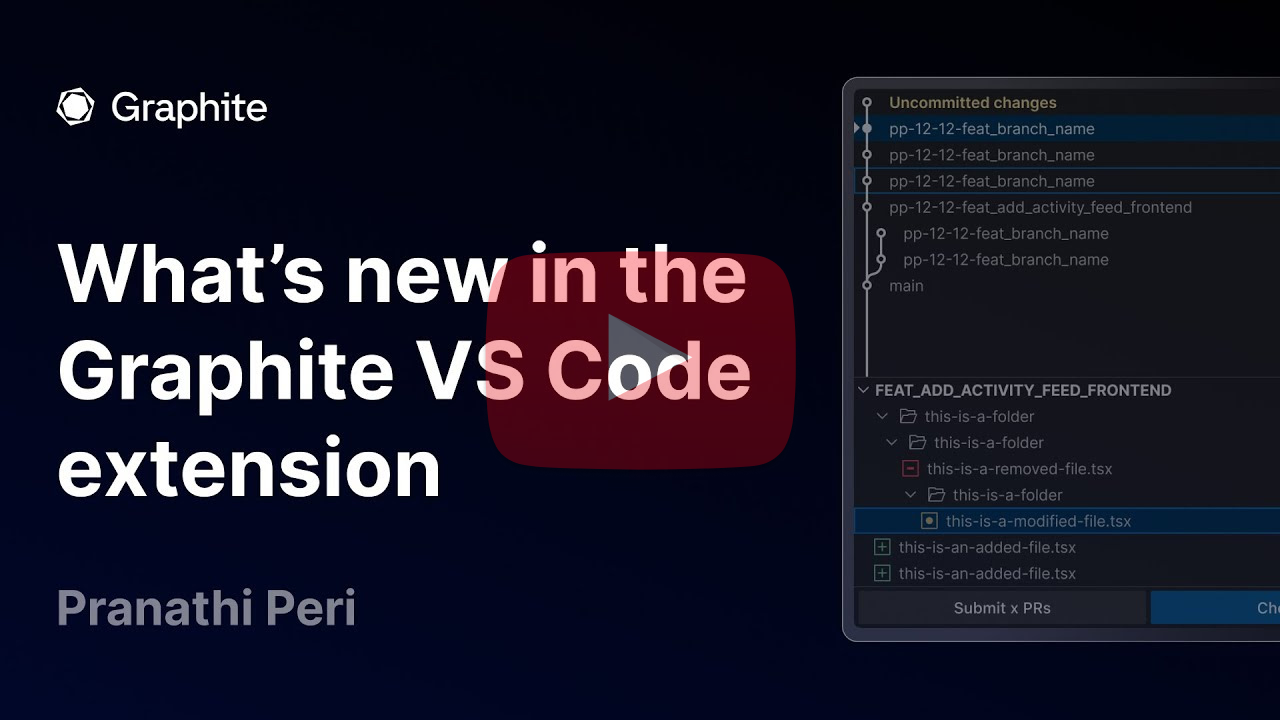 Graphite
What's new in the
Graphite VS Code
extension
Pranathi Peri
Uncommitted changes
pp-12-12-feat_branch_name
pp-12-12-feat_branch_name
pp-12-12-feat_branch_name
pp-12-12-feat_add_activity_feed_frontend
pp-12-12-feat_branch_name
pp-12-12-feat_branch_name
main
FEAT_ADD_ACTIVITY_FEED_FRONTEND
this-is-a-folder
this-is-a-folder
this-is-a-removed-file.tsx
this-is-a-folder
this-is-a-modified-file.tsx
this-is-an-added-file.tsx
this-is-an-added-file.tsx
Submit x PRs